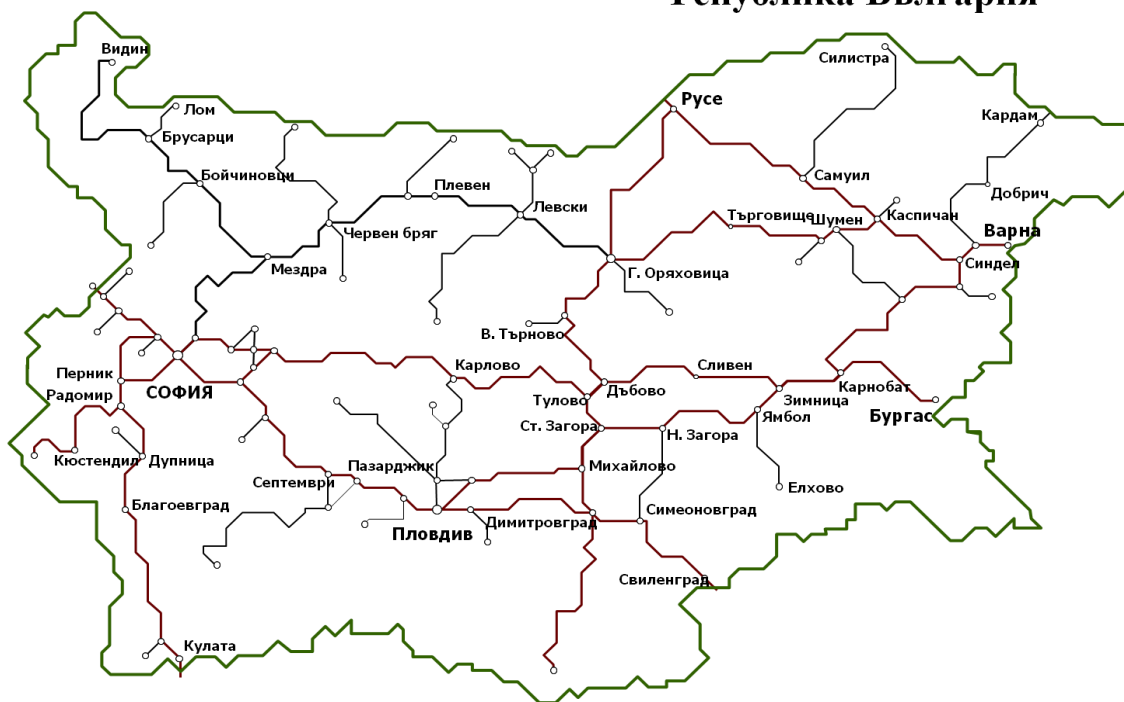 Република България
Видин
Силистра
Лом
Русе
Кардам
Брусарци
Бойчиновци
Плевен
Самуил
Добрич
Левски
Търговище
Шумен
Каспичан
Червен бряг
Варна
Мездра
Г. Оряховица
Синдел
В. Търново
Перник
СОФИЯ
Карлово
Сливен
Радомир
Дъбово
Карнобат
Тулово
Зимница
Бургас
Ямбол
Ст. Загора
Н. Загора
Кюстендил
Дупница
Пазарджик
Михайлово
Септември
Елхово
Благоевград
Димитровград
Симеоновград
Пловдив
Свиленград
Кулата